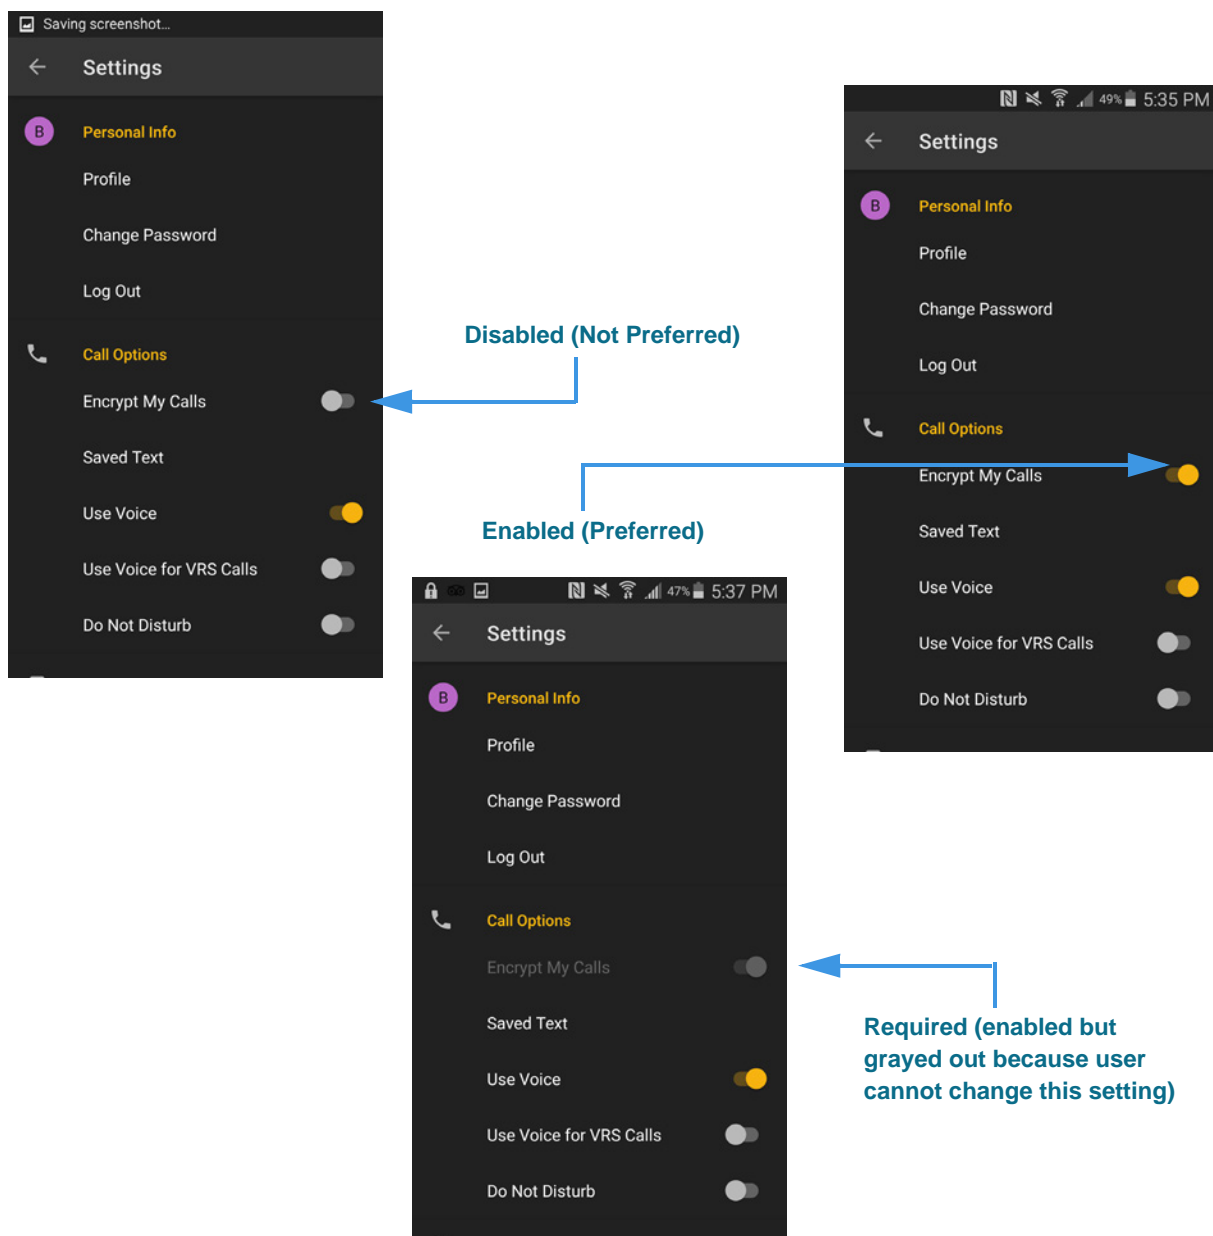 Saving screenshot...
Settings
B
Personal Info
Profile
Change Password
Log Out
Call Options
Encrypt My Calls
Saved Text
Use Voice
Use Voice for VRS Calls
Do Not Disturb
Disabled (Not Preferred)
Enabled (Preferred)
49% 5:35 PM
Settings
B
Personal Info
Profile
Change Password
Log Out
Call Options
Encrypt My Calls
Saved Text
Use Voice
Use Voice for VRS Calls
Do Not Disturb
47% 5:37 PM
Settings
B
Personal Info
Profile
Change Password
Log Out
Call Options
Encrypt My Calls
Saved Text
Use Voice
Use Voice for VRS Calls
Do Not Disturb
Required (enabled but
grayed out because user
cannot change this setting)